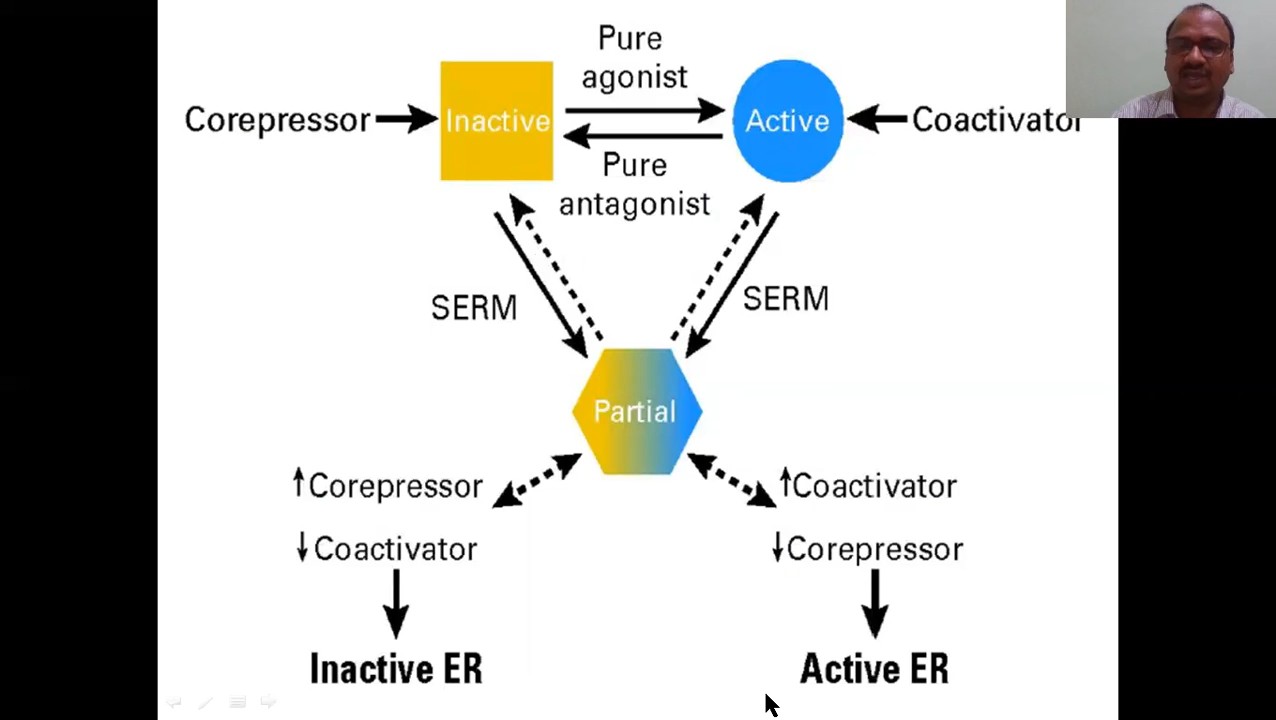 Pure
agonist
Corepressor
Inactive
Active
Coactivator
Pure
antagonist
SERM
SERM
Partial
↑Corepressor
↑Coactivator
↓Coactivator
↓Corepressor
Inactive ER
Active ER